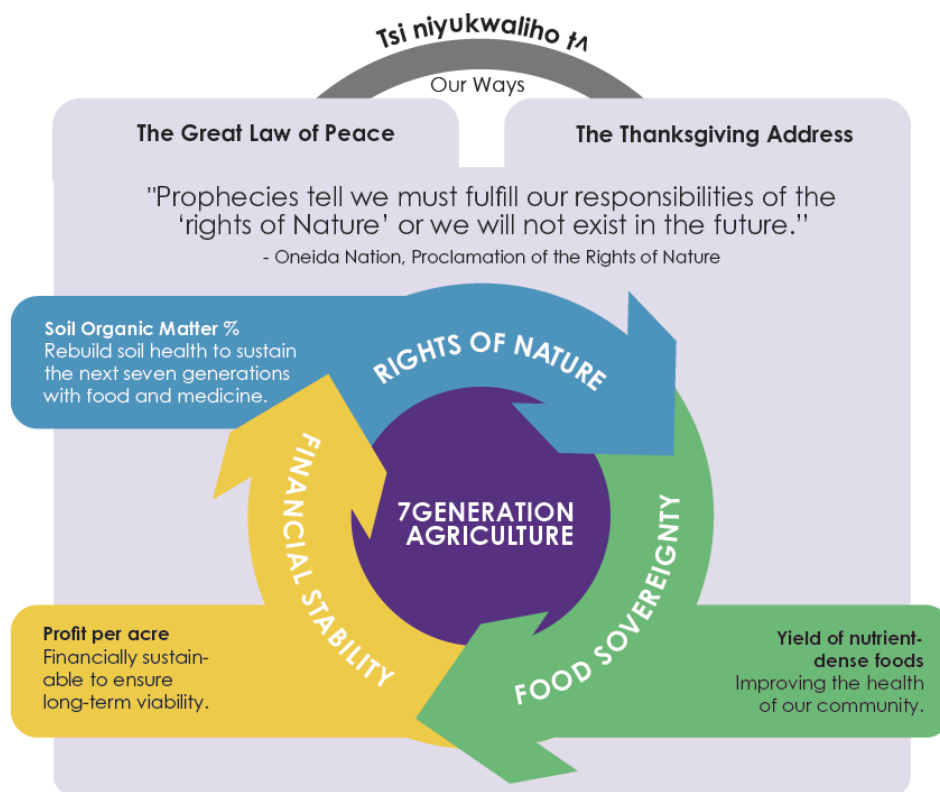 Tsi niyukwaliho tʌ
Our Ways
The Great Law of Peace
The Thanksgiving Address
"Prophecies tell we must fulfill our responsibilities of the
‘rights of Nature’ or we will not exist in the future.”
- Oneida Nation, Proclamation of the Rights of Nature
Soil Organic Matter %
Rebuild soil health to sustain
the next seven generations
with food and medicine.
RIGHTS OF NATURE
FINANCIAL STABILITY
7GENERATION
AGRICULTURE
FOOD SOVEREIGNTY
Profit per acre
Financially sustain-
able to ensure
long-term viability.
Yield of nutrient-
dense foods
Improving the health
of our community.